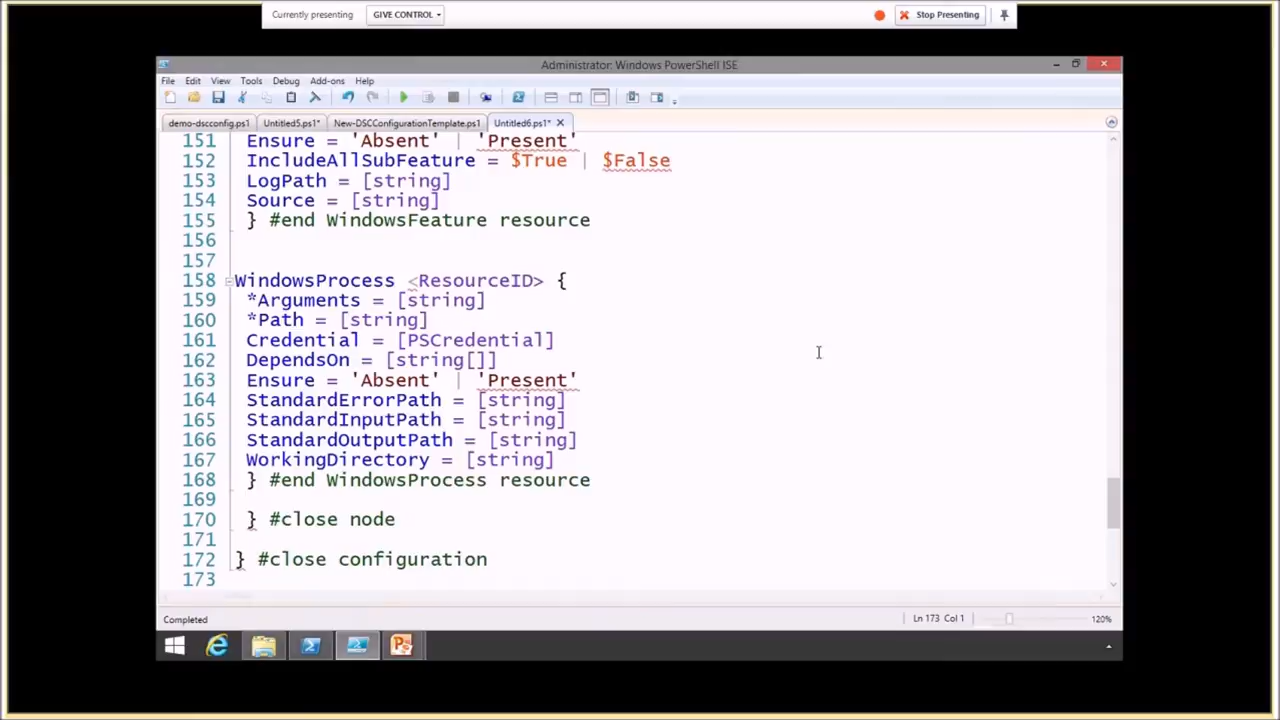 Currently presenting GIVE CONTROL Stop Presenting
Administrator: Windows PowerShell ISE
File Edit View Tools Debug Add-ons Help
demo-dscconfig.ps1 Untitled5.ps1* New-DSCConfigurationTemplate.ps1 Untitled6.ps1*
151 Ensure = 'Absent' | 'Present'
152 IncludeAllSubFeature = $True | $False
153 LogPath = [string]
154 Source = [string]
155 } #end WindowsFeature resource
156
157
158 WindowsProcess <ResourceID> {
159 *Arguments = [string]
160 *Path = [string]
161 Credential = [PSCredential]
162 DependsOn = [string[]]
163 Ensure = 'Absent' | 'Present'
164 StandardErrorPath = [string]
165 StandardInputPath = [string]
166 StandardOutputPath = [string]
167 WorkingDirectory = [string]
168 } #end WindowsProcess resource
169
170 } #close node
171
172 } #close configuration
173
Completed Ln 173 Col 1 120%